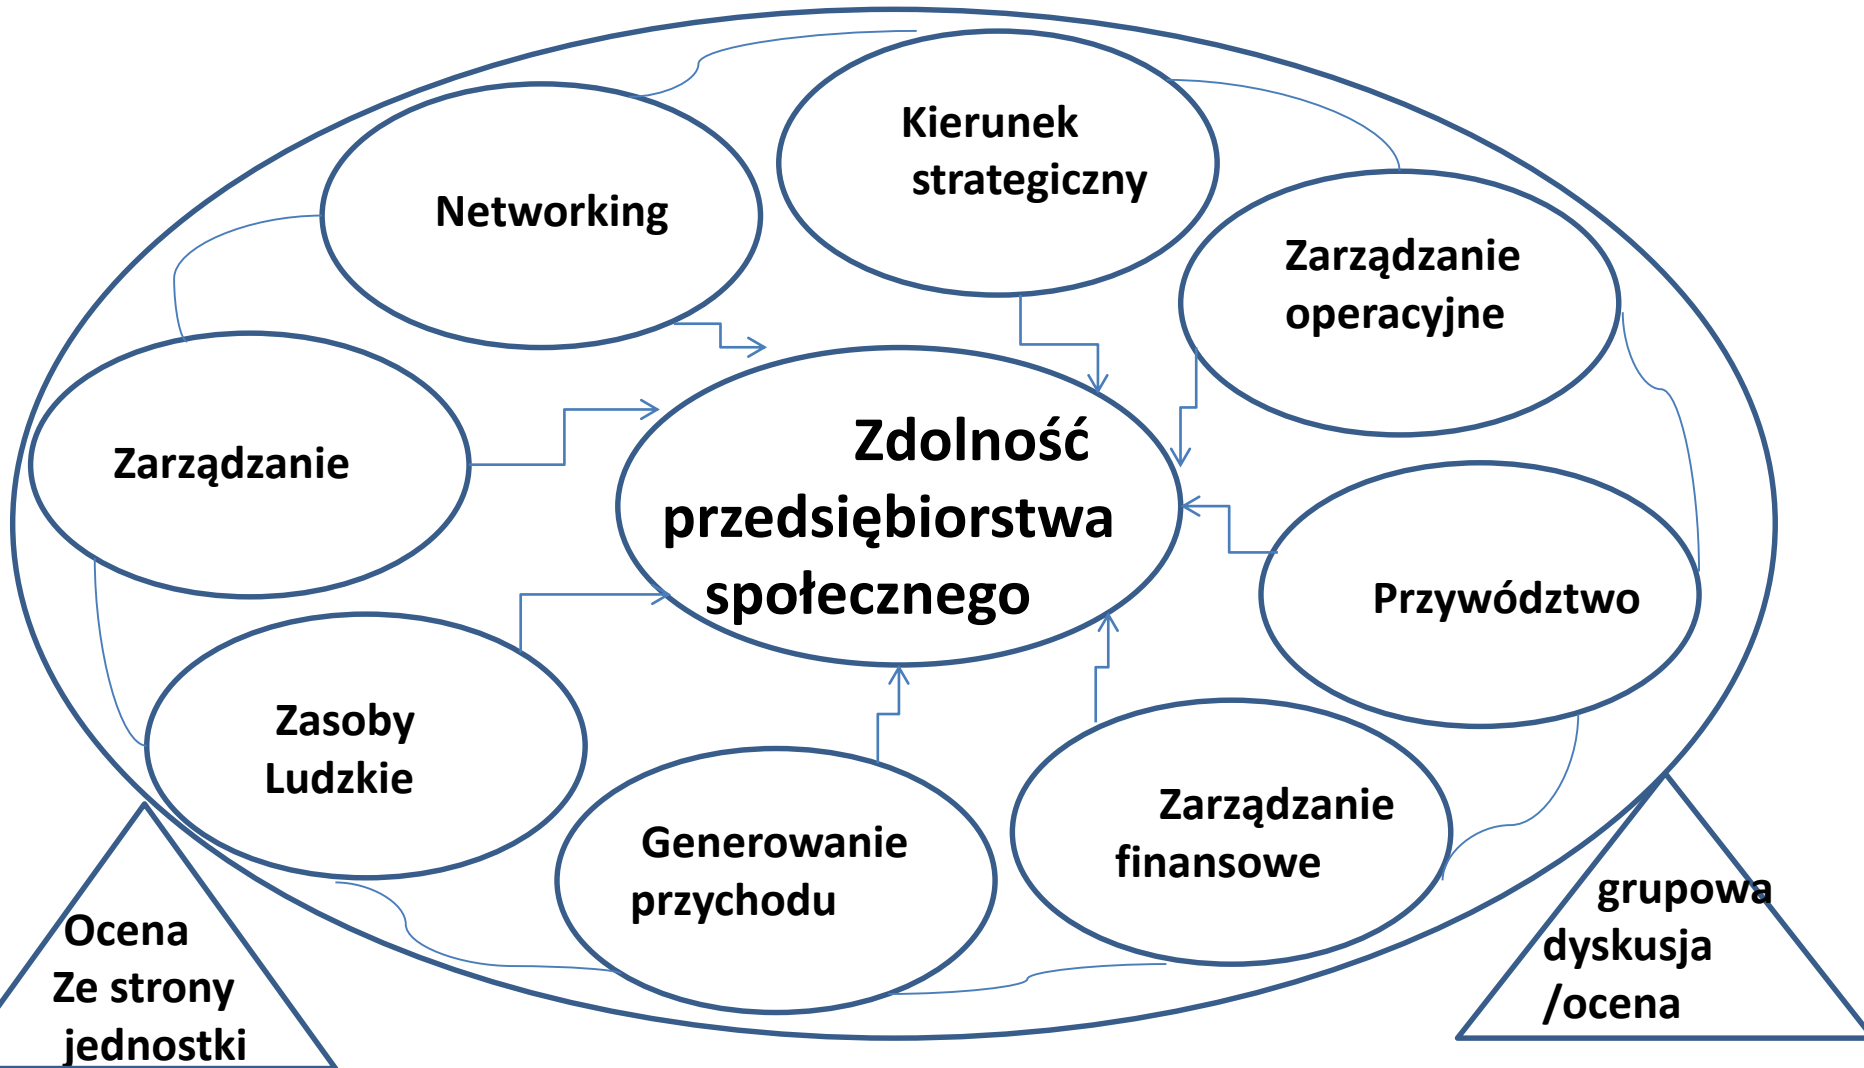 Kierunek
strategiczny
Networking
Zarządzanie
operacyjne
Zarządzanie
Zdolność
przedsiębiorstwa
społecznego
Przywództwo
Zasoby
Ludzkie
Generowanie
przychodu
Zarządzanie
finansowe
Ocena
Ze strony
jednostki
grupowa
dyskusja
/ocena